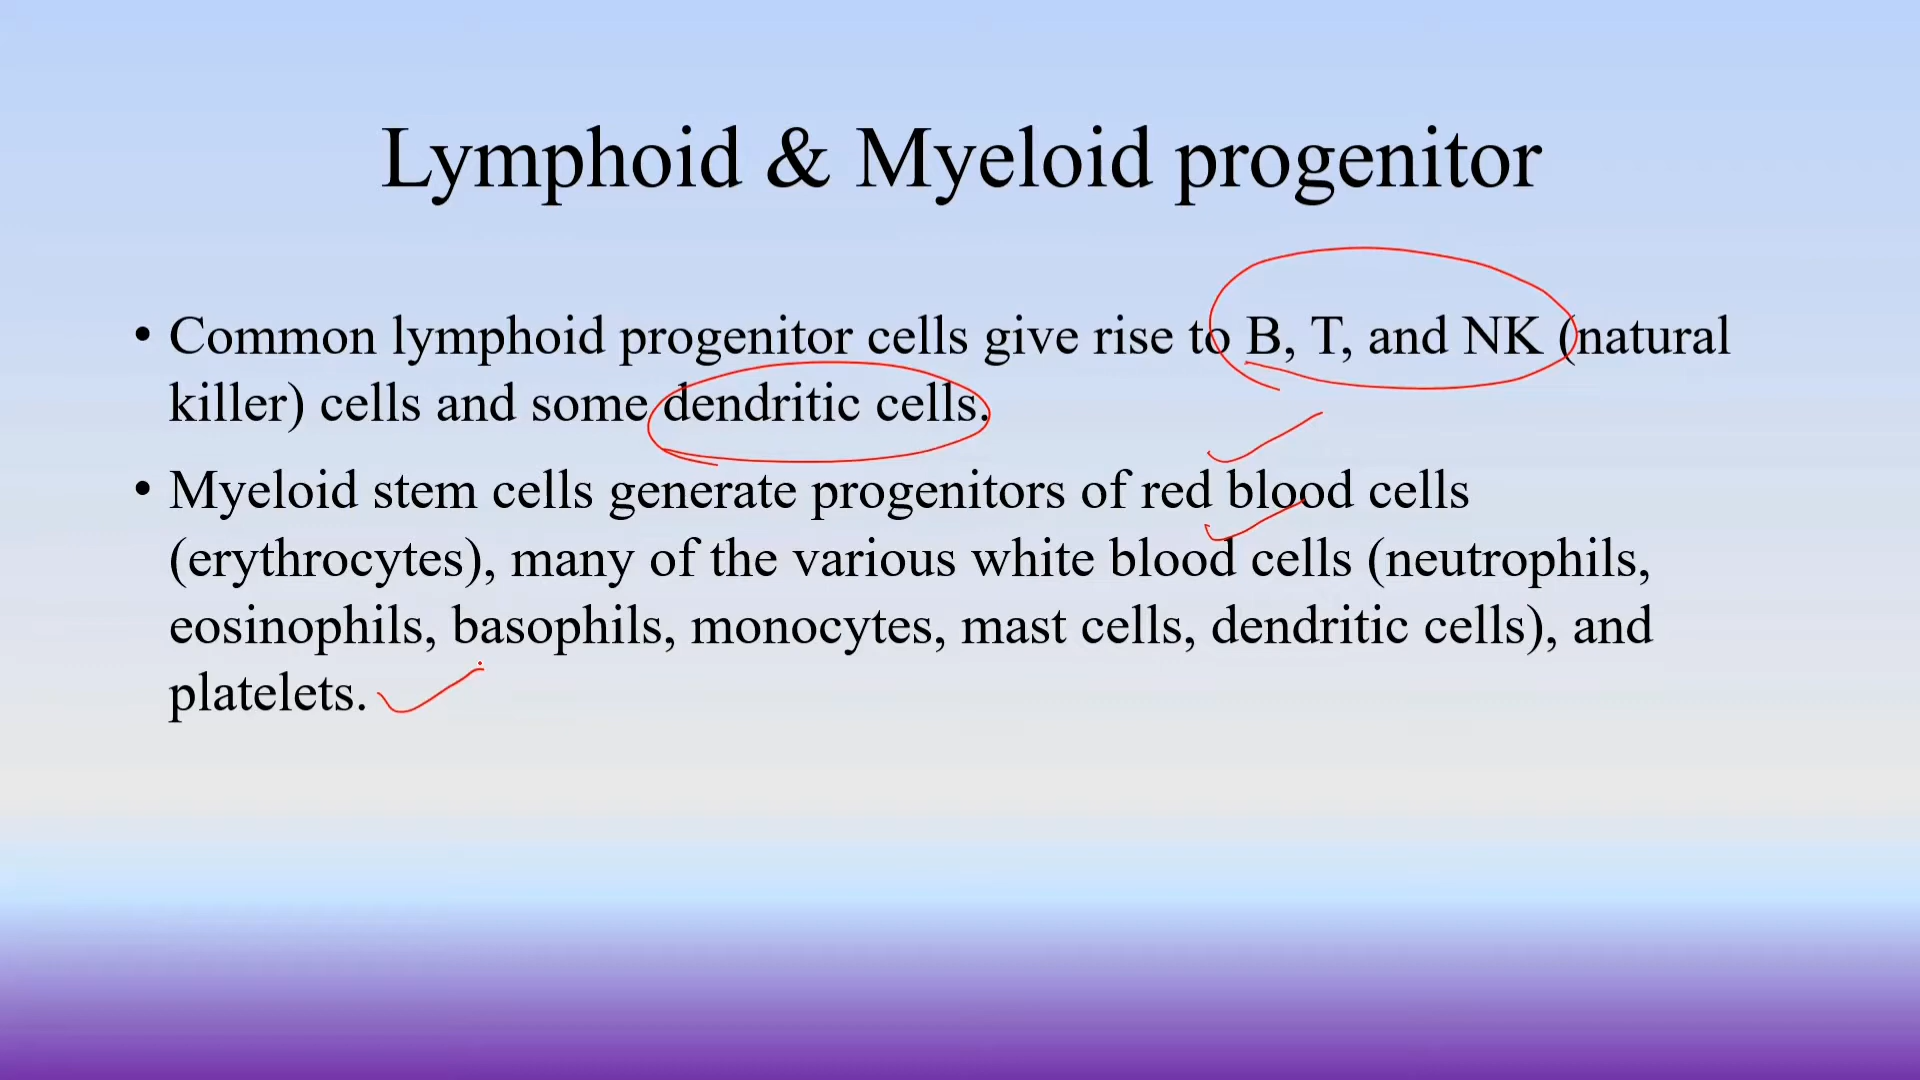 Lymphoid & Myeloid progenitor
• Common lymphoid progenitor cells give rise to B, T, and NK (natural
killer) cells and some dendritic cells.
• Myeloid stem cells generate progenitors of red blood cells
(erythrocytes), many of the various white blood cells (neutrophils,
eosinophils, basophils, monocytes, mast cells, dendritic cells), and
platelets.